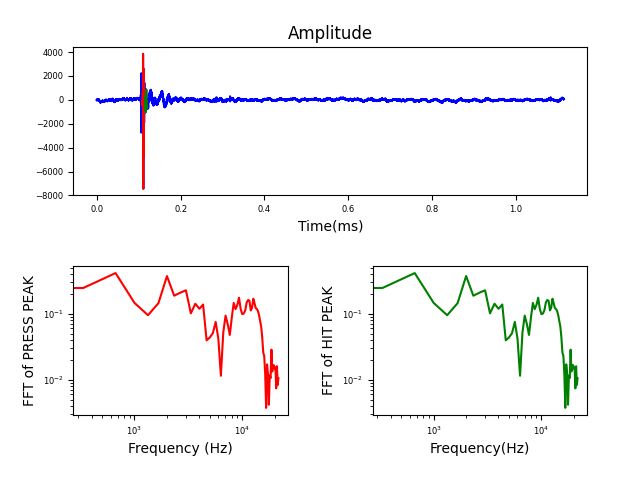 Amplitude
4000
2000
0
−2000
−4000
−6000
−8000
0.0 0.2 0.4 0.6 0.8 1.0
Time(ms)
FFT of PRESS PEAK
10⁻¹
10⁻²
10³ 10⁴
Frequency (Hz)
FFT of HIT PEAK
10⁻¹
10⁻²
10³ 10⁴
Frequency(Hz)